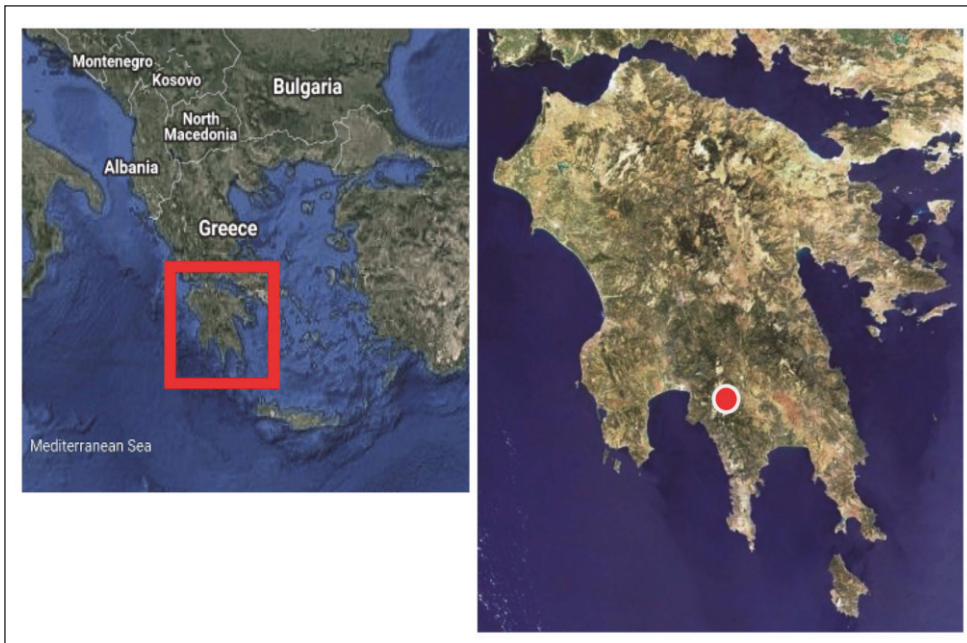 Montenegro
Kosovo
Bulgaria
North
Macedonia
Albania
Greece
Mediterranean Sea